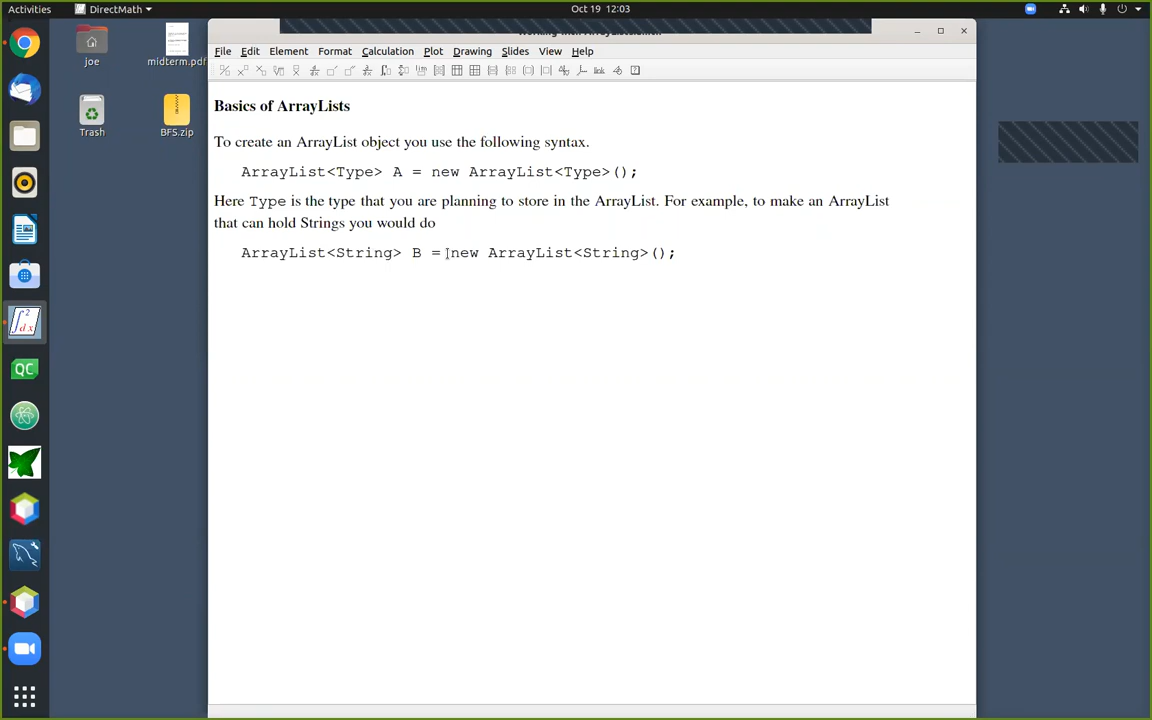 Activities
DirectMath
Oct 19 12:03
joe
midterm.pdf
Trash
BFS.zip
File Edit Element Format Calculation Plot Drawing Slides View Help
link
Basics of ArrayLists
To create an ArrayList object you use the following syntax.
ArrayList<Type> A = new ArrayList<Type>();
Here Type is the type that you are planning to store in the ArrayList. For example, to make an ArrayList
that can hold Strings you would do
ArrayList<String> B = new ArrayList<String>();
QC